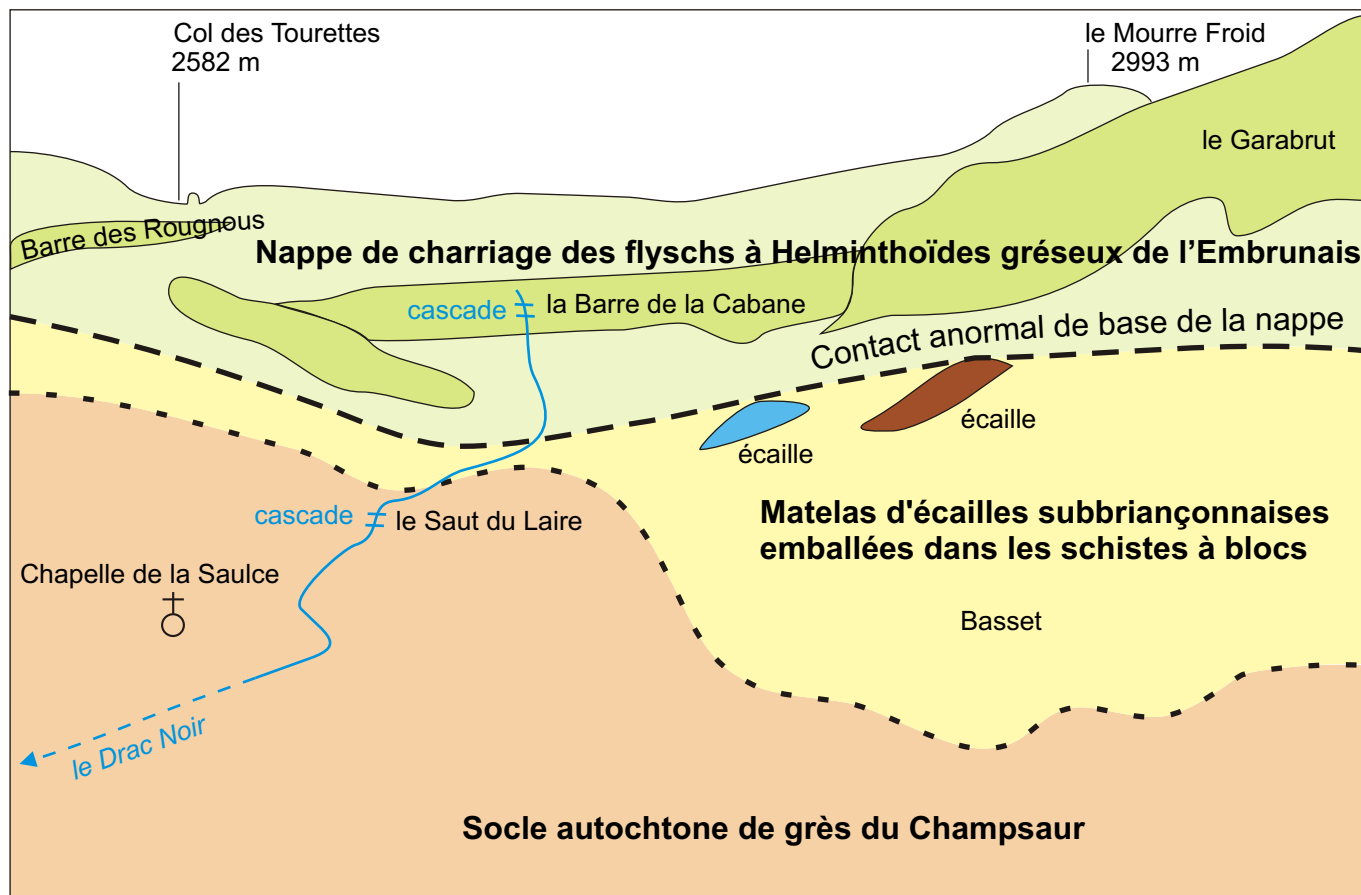 Col des Tourettes
2582 m
le Mourre Froid
2993 m
le Garabrut
Barre des Rougnous
Nappe de charriage des flyschs à Helminthoïdes gréseux de l'Embrunais
cascade
la Barre de la Cabane
Contact anormal de base de la nappe
écaille
écaille
cascade
le Saut du Laire
Matelas d'écailles subbriançonnaises
emballées dans les schistes à blocs
Chapelle de la Saulce
Basset
le Drac Noir
Socle autochtone de grès du Champsaur